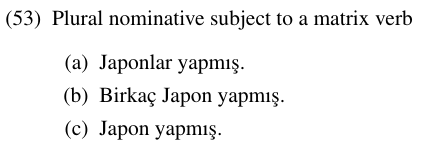 (53) Plural nominative subject to a matrix verb
(a) Japonlar yapmış.
(b) Birkaç Japon yapmış.
(c) Japon yapmış.